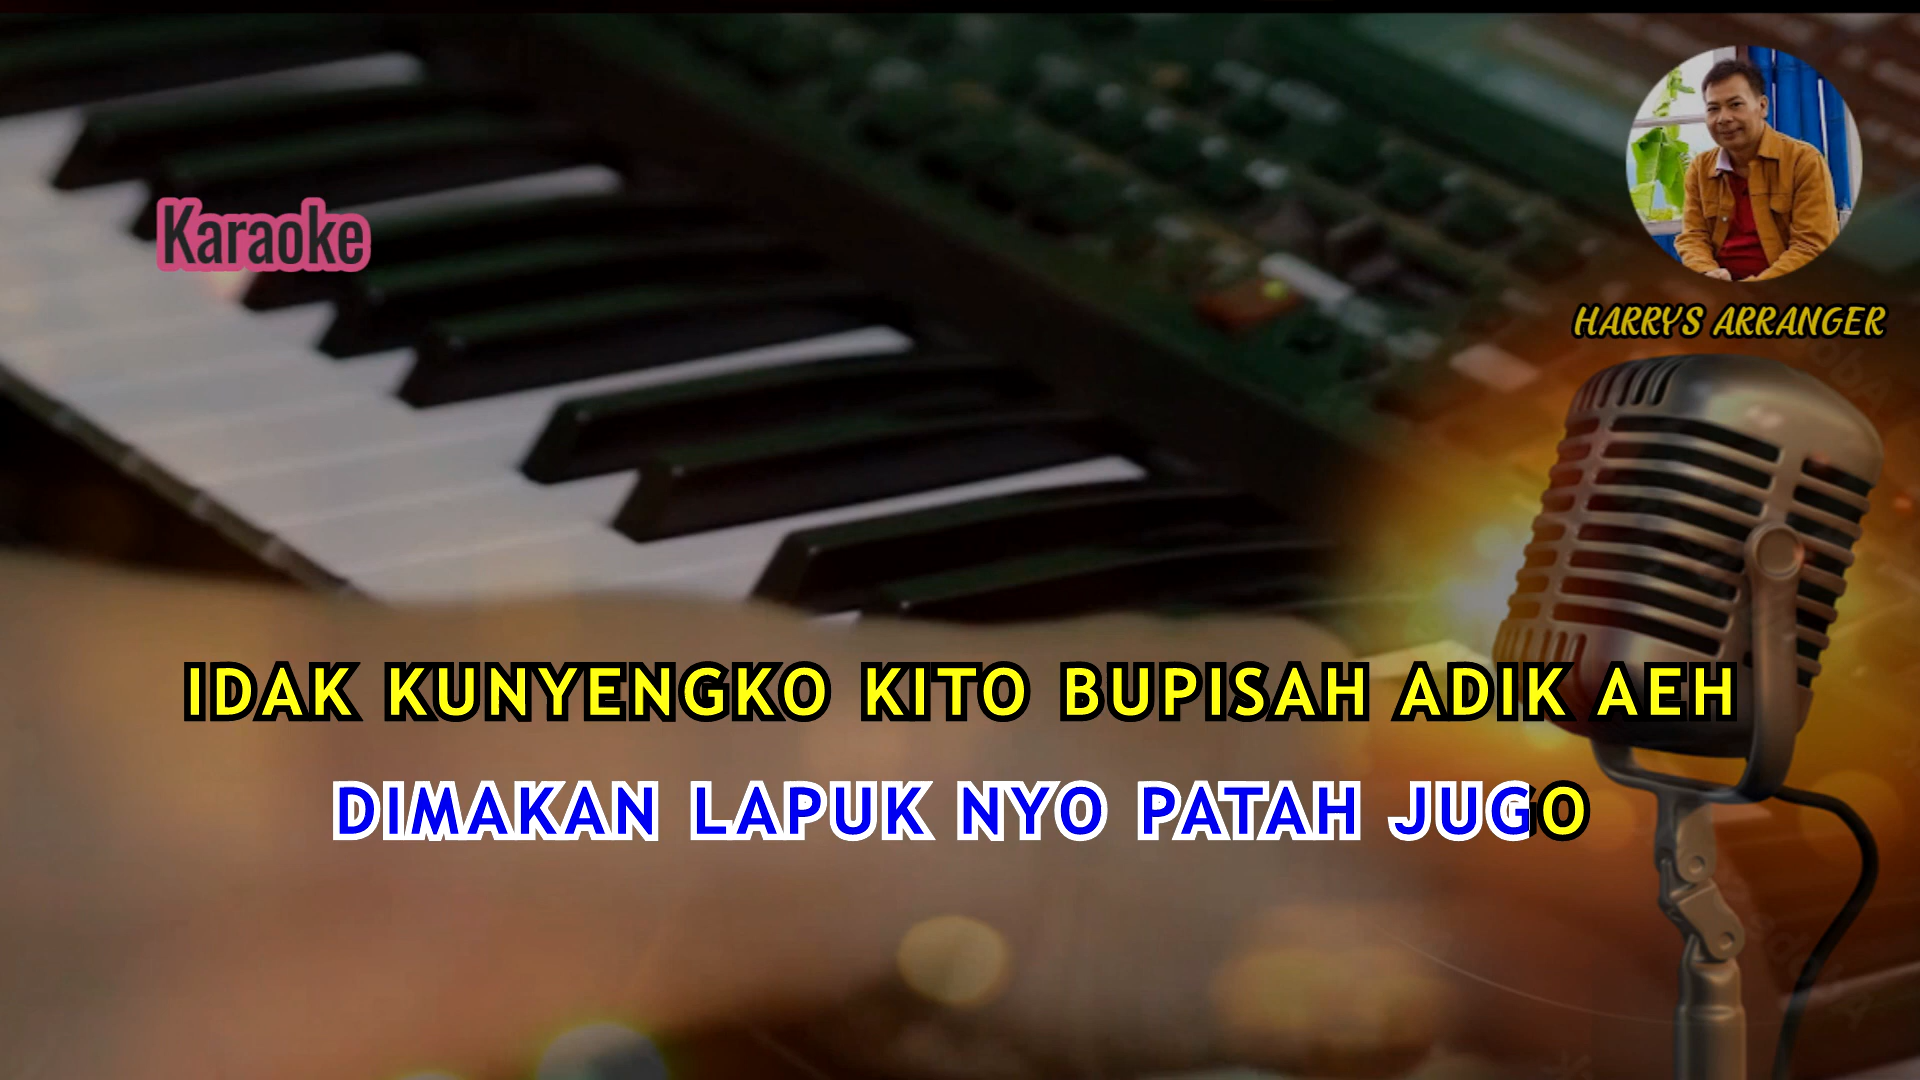 Karaoke
HARRYS ARRANGER
IDAK KUNYENGKO KITO BUPISAH ADIK AEH
DIMAKAN LAPUK NYO PATAH JUGO